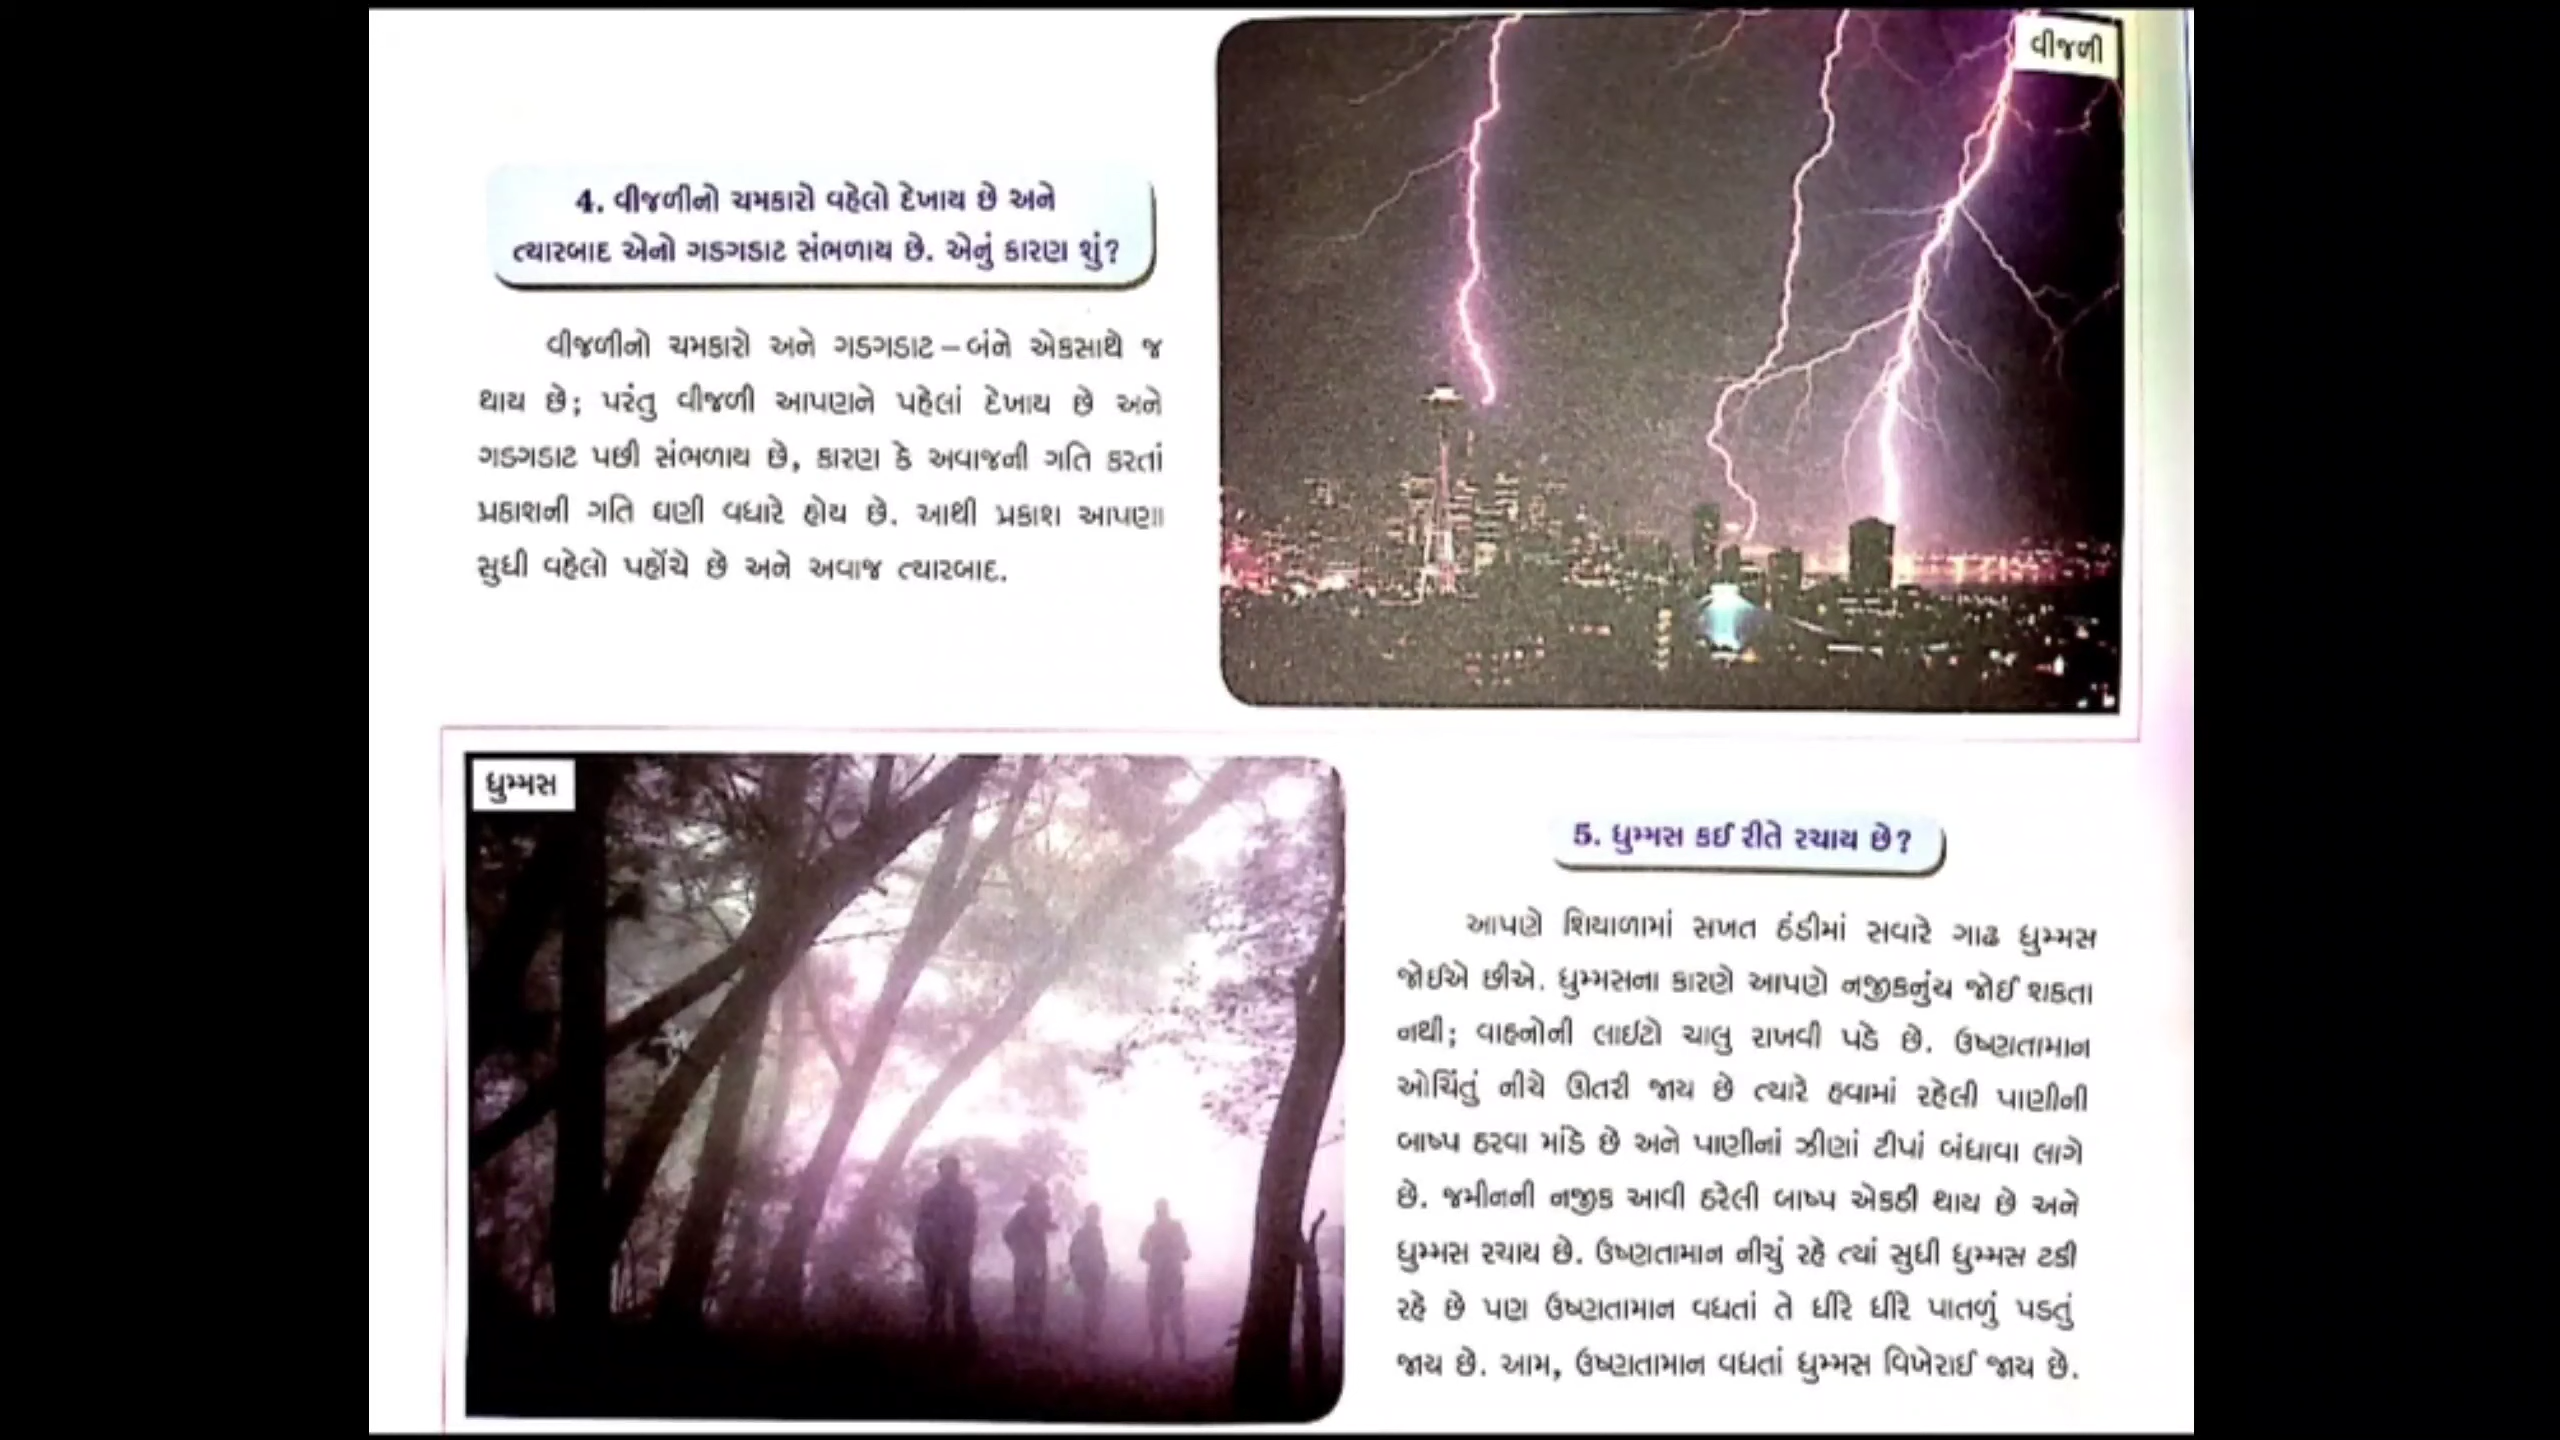 વીજળી
4. વીજળીનો ચમકારો વહેલો દેખાય છે અને
ત્યારબાદ એનો ગડગડાટ સંભળાય છે. એનું કારણ શું?
વીજળીનો ચમકારો અને ગડગડાટ – બંને એકસાથે જ
થાય છે; પરંતુ વીજળી આપણને પહેલાં દેખાય છે અને
ગડગડાટ પછી સંભળાય છે, કારણ કે અવાજની ગતિ કરતાં
પ્રકાશની ગતિ ઘણી વધારે હોય છે. આથી પ્રકાશ આપણા
સુધી વહેલો પહોંચે છે અને અવાજ ત્યારબાદ.
ધુમ્મસ
5. ધુમ્મસ કઈ રીતે રચાય છે?
આપણે શિયાળામાં સખત ઠંડીમાં સવારે ગાઢ ધુમ્મસ
જોઈએ છીએ. ધુમ્મસના કારણે આપણે નજીકનુંય જોઈ શકતા
નથી; વાહનોની લાઈટો ચાલુ રાખવી પડે છે. ઉષ્ણતામાન
ઓચિંતું નીચે ઊતરી જાય છે ત્યારે હવામાં રહેલી પાણીની
બાષ્પ ઠરવા માંડે છે અને પાણીનાં ઝીણાં ટીપાં બંધાવા લાગે
છે. જમીનની નજીક આવી ઠરેલી બાષ્પ એકઠી થાય છે અને
ધુમ્મસ રચાય છે. ઉષ્ણતામાન નીચું રહે ત્યાં સુધી ધુમ્મસ ટકી
રહે છે પણ ઉષ્ણતામાન વધતાં તે ધીરે ધીરે પાતળું પડતું
જાય છે. આમ, ઉષ્ણતામાન વધતાં ધુમ્મસ વિખેરાઈ જાય છે.